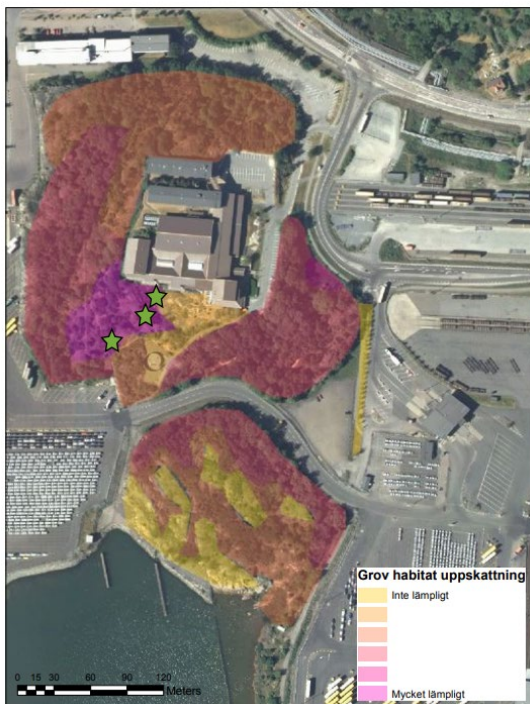 Grov habitat uppskattning
Inte lämpligt
Mycket lämpligt
0 15 30 60 90 120
Meters